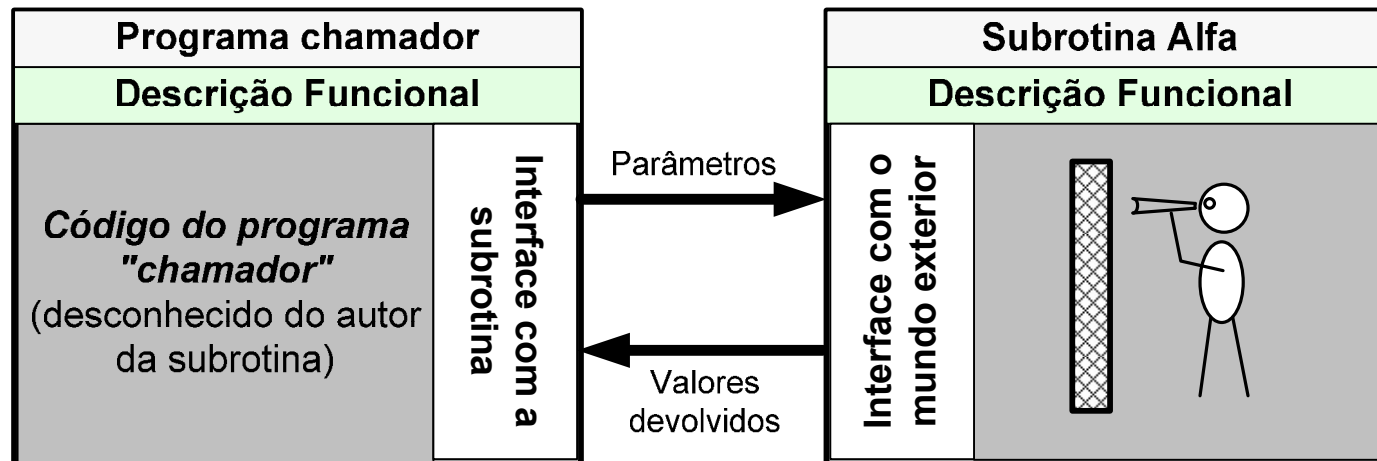 Programa chamador
Descrição Funcional
Código do programa
"chamador"
(desconhecido do autor
da subrotina)
Interface com a
subrotina
Parâmetros
Valores
devolvidos
Subrotina Alfa
Descrição Funcional
Interface com o
mundo exterior